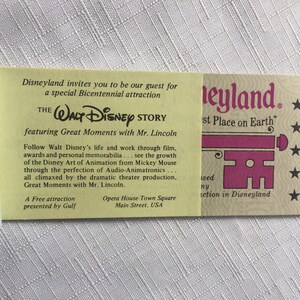 Disneyland invites you to be our guest for
a special Bicentennial attraction
THE Walt Disney STORY
featuring Great Moments with Mr. Lincoln
Follow Walt Disney's life and work through film,
awards and personal memorabilia . . . see the growth
of the Disney Art of Animation from Mickey Mouse
through the perfection of Audio-Animatronics . . .
all climaxed by the dramatic theater production,
Great Moments with Mr. Lincoln.
A Free attraction
presented by Gulf
Opera House Town Square
Main Street, USA
neyland.®
st Place on Earth"
sed
ny
ction in Disneyland